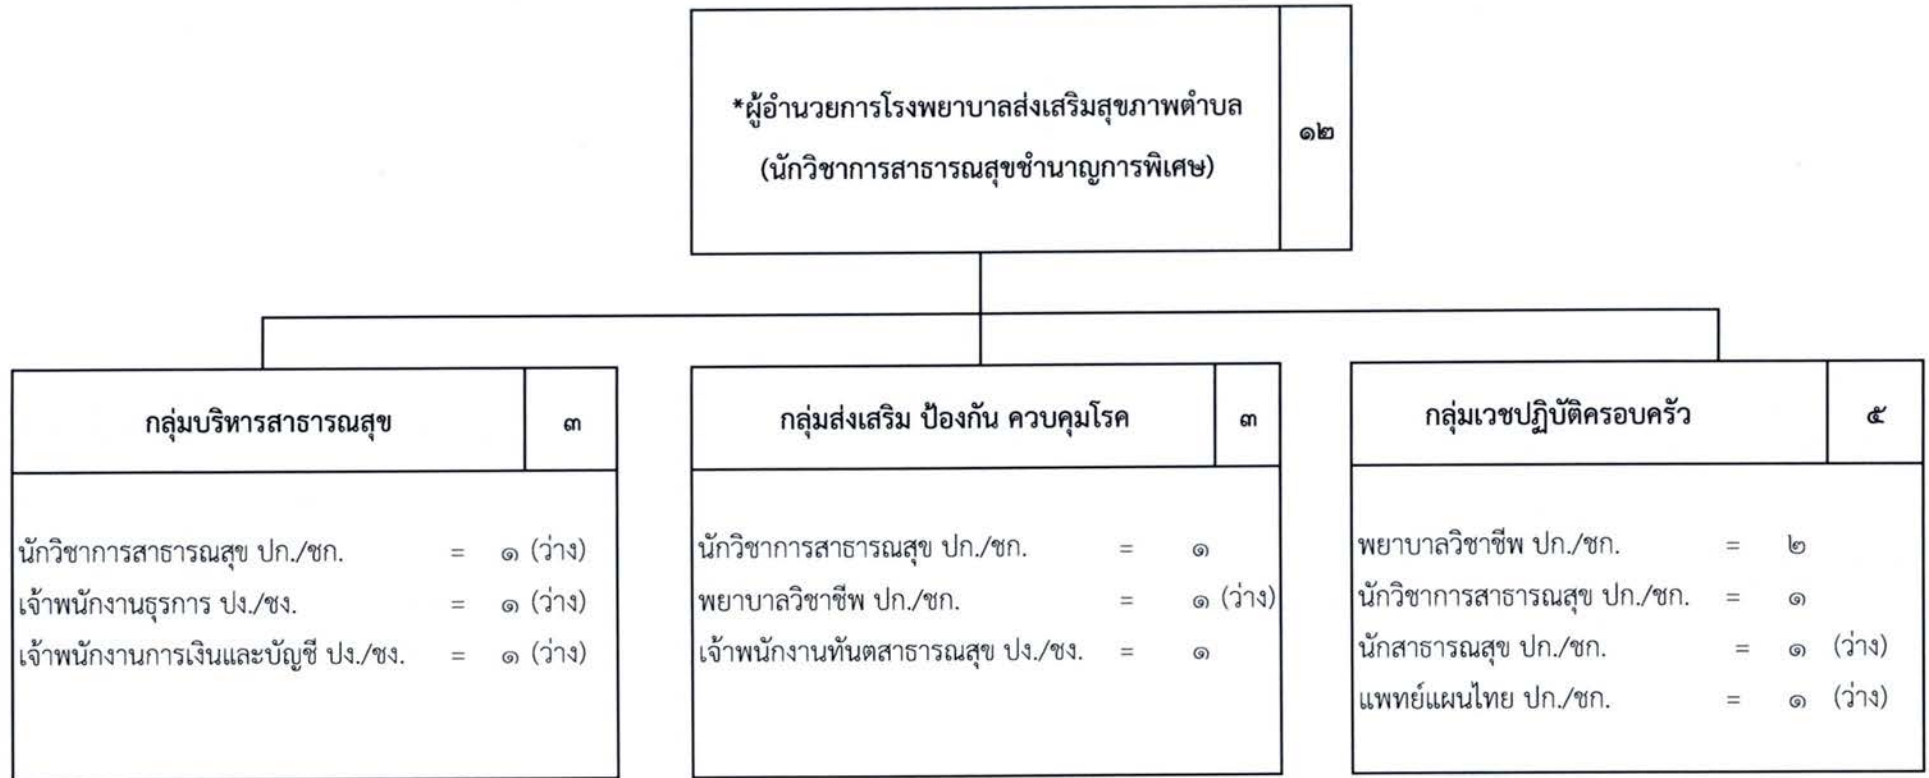 *ผู้อำนวยการโรงพยาบาลส่งเสริมสุขภาพตำบล
(นักวิชาการสาธารณสุขชำนาญการพิเศษ)
๑๒
กลุ่มบริหารสาธารณสุข ๓
นักวิชาการสาธารณสุข ปก./ชก. = ๑ (ว่าง)
เจ้าพนักงานธุรการ ปง./ชง. = ๑ (ว่าง)
เจ้าพนักงานการเงินและบัญชี ปง./ชง. = ๑ (ว่าง)
กลุ่มส่งเสริม ป้องกัน ควบคุมโรค ๓
นักวิชาการสาธารณสุข ปก./ชก. = ๑
พยาบาลวิชาชีพ ปก./ชก. = ๑ (ว่าง)
เจ้าพนักงานทันตสาธารณสุข ปง./ชง. = ๑
กลุ่มเวชปฏิบัติครอบครัว ๕
พยาบาลวิชาชีพ ปก./ชก. = ๒
นักวิชาการสาธารณสุข ปก./ชก. = ๑
นักสาธารณสุข ปก./ชก. = ๑ (ว่าง)
แพทย์แผนไทย ปก./ชก. = ๑ (ว่าง)